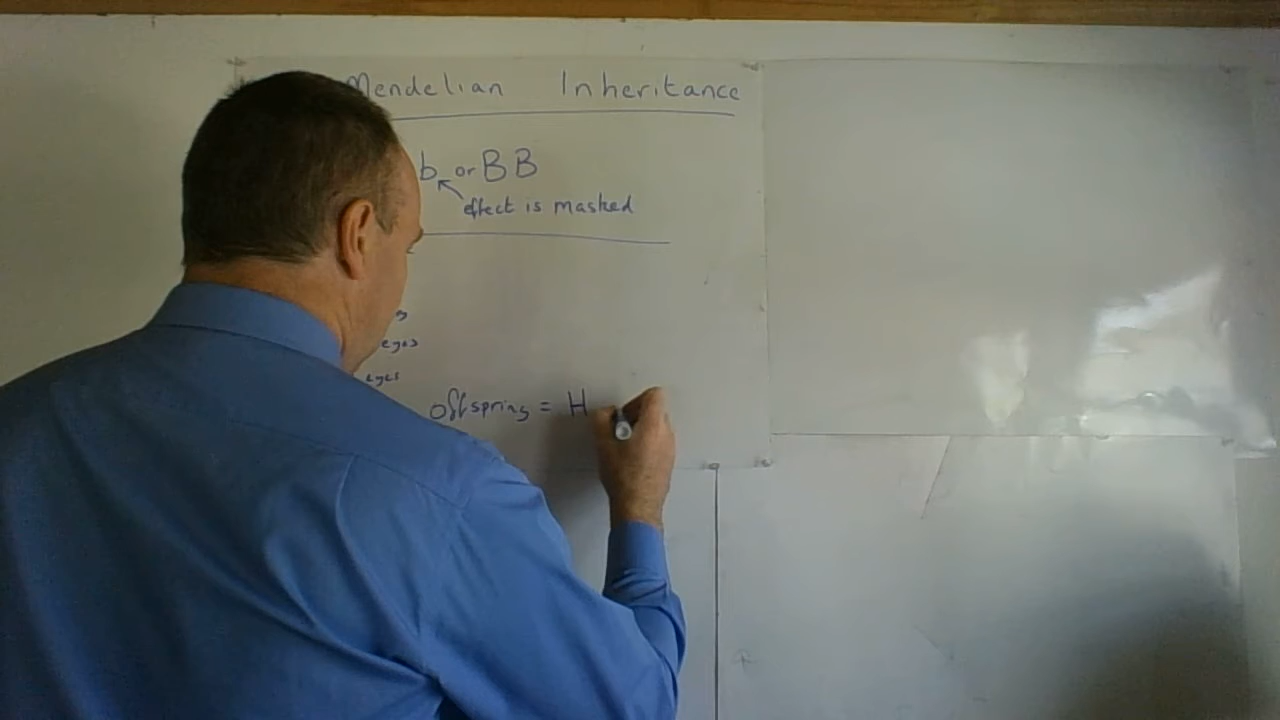 Mendelian Inheritance
b or BB
effect is masked
eyes
eyes
offspring = H